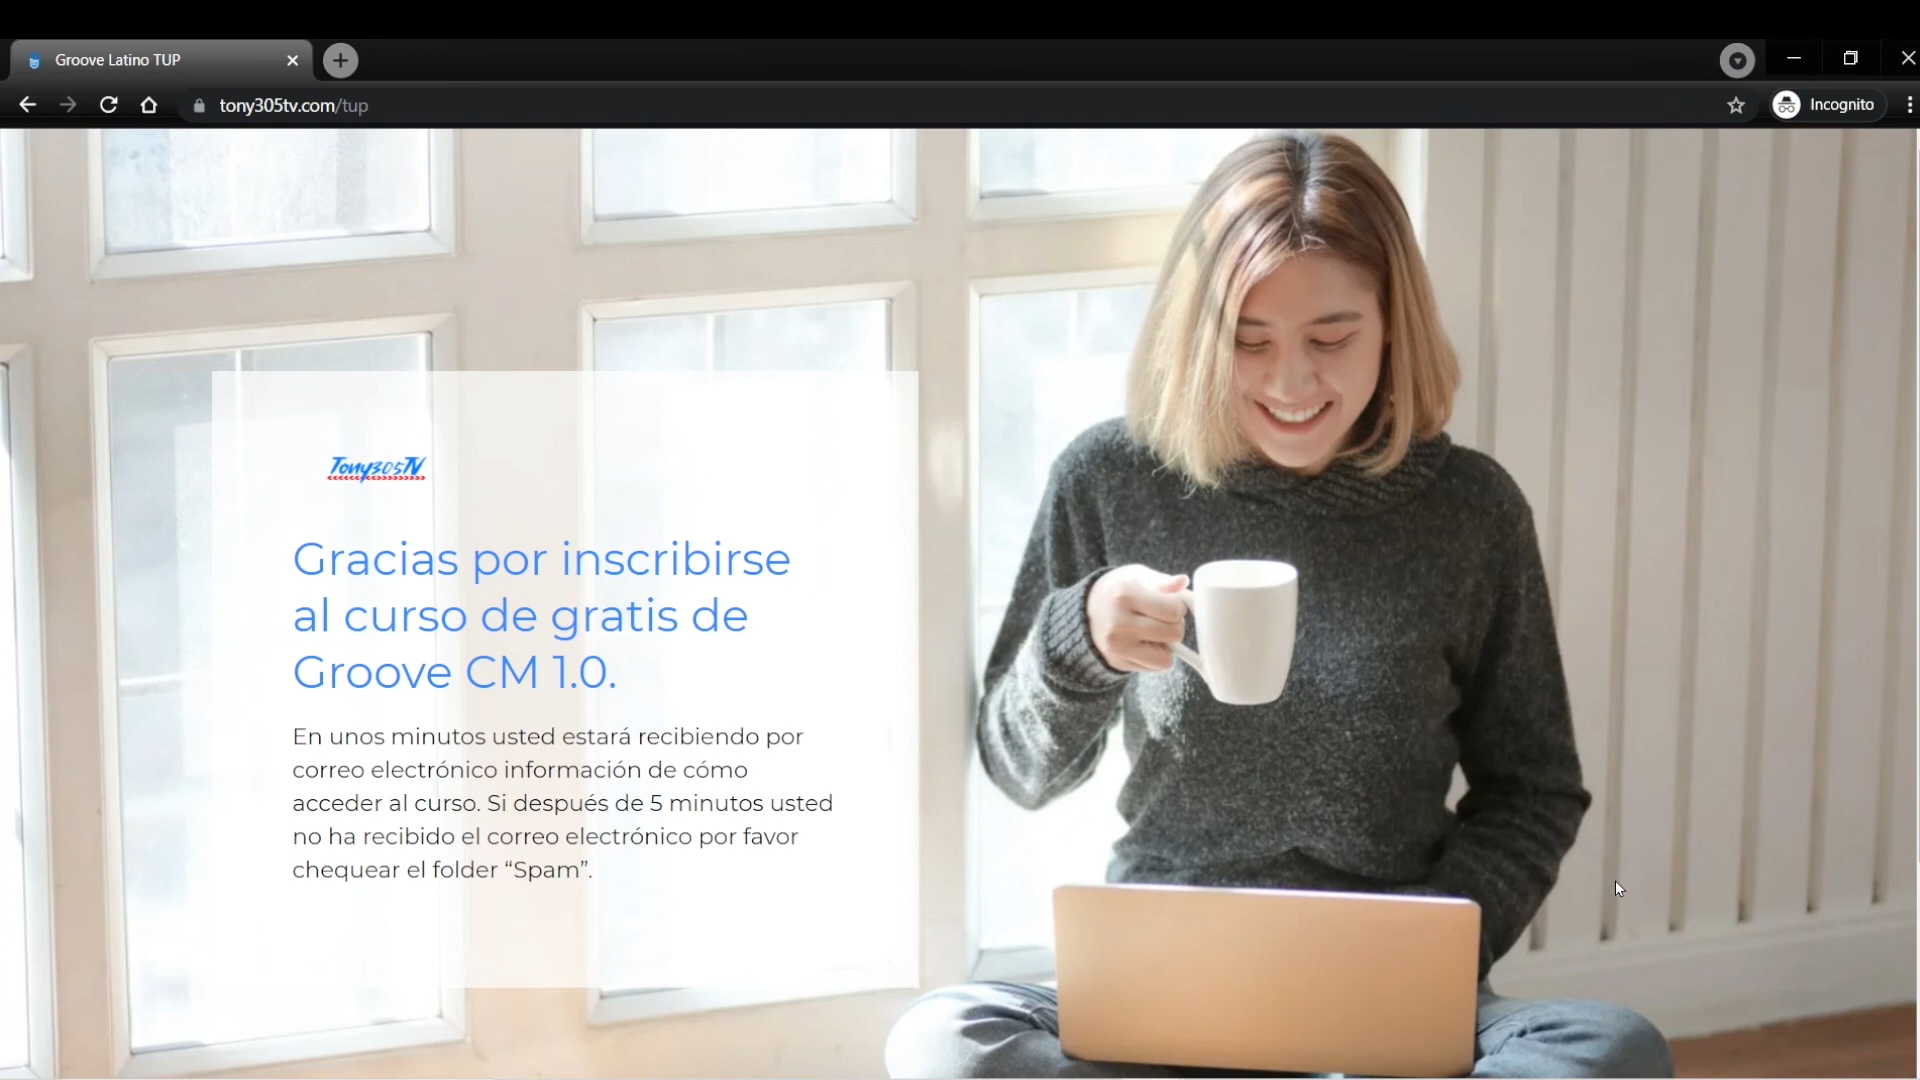 Groove Latino TUP
tony305tv.com/tup
Incognito
Tony305TV
Gracias por inscribirse
al curso de gratis de
Groove CM 1.0.
En unos minutos usted estará recibiendo por
correo electrónico información de cómo
acceder al curso. Si después de 5 minutos usted
no ha recibido el correo electrónico por favor
chequear el folder “Spam”.